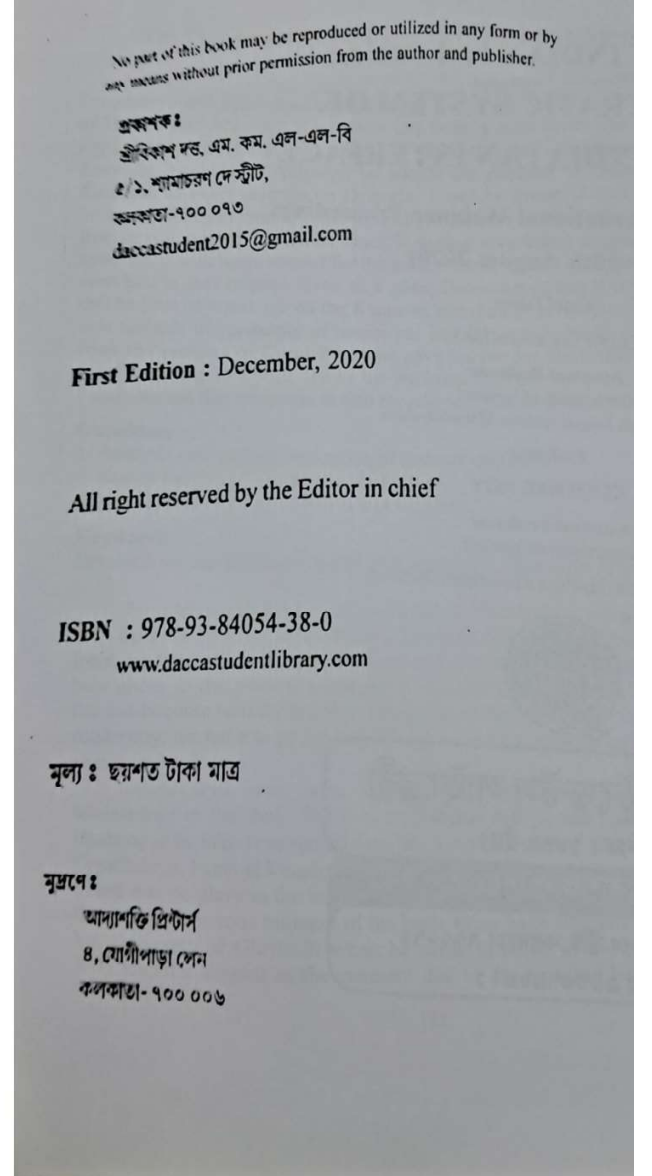 No part of this book may be reproduced or utilized in any form or by
any means without prior permission from the author and publisher.
প্রকাশক ঃ
শ্রীবিকাশ দত্ত, এম. কম. এল-এল-বি
৫/১, শ্যামাচরণ দে স্ট্রীট,
কলকাতা-৭০০ ০৭৩
daccastudent2015@gmail.com
First Edition : December, 2020
All right reserved by the Editor in chief
ISBN : 978-93-84054-38-0
www.daccastudentlibrary.com
মূল্য ঃ ছয়শত টাকা মাত্র
মুদ্রণে ঃ
আদ্যাশক্তি প্রিন্টার্স
৪, যোগীপাড়া লেন
কলকাতা- ৭০০ ০০৬